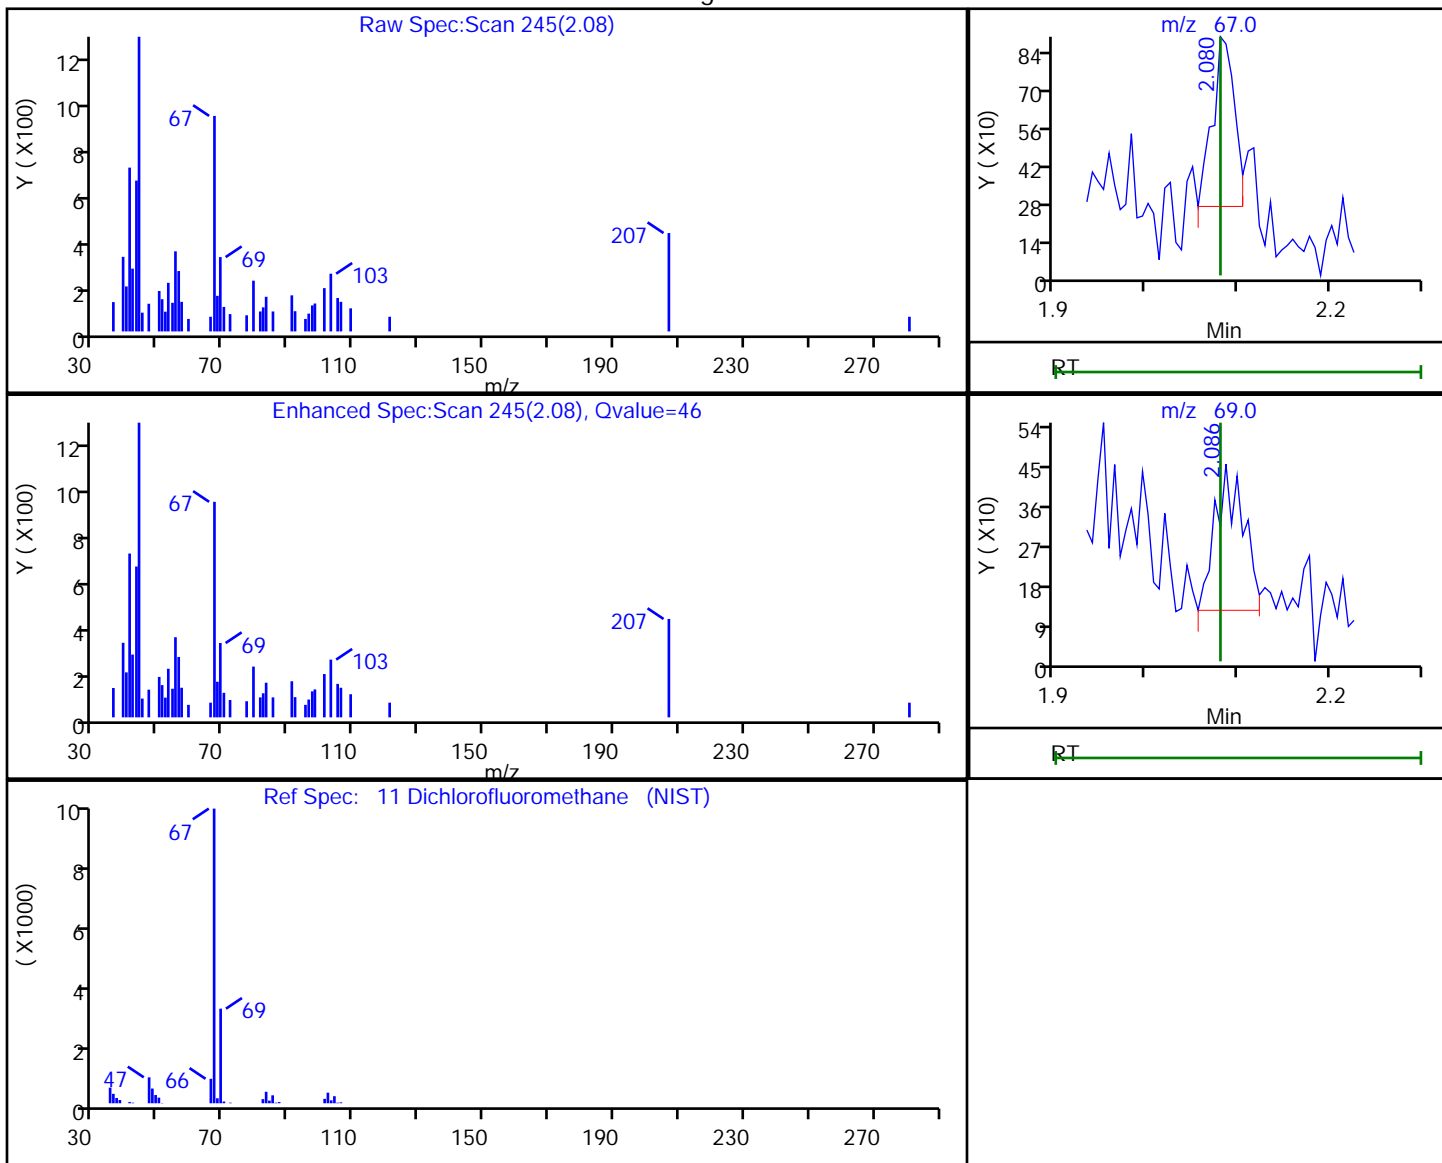 Raw Spec:Scan 245(2.08)
Y ( X100)
12
10
8
6
4
2
0
67
69
103
207
30 70 110 150 190 230 270
m/z
m/z 67.0
Y ( X10)
84
70
56
42
28
14
0
2.080
1.9 2.2
Min
RT
Enhanced Spec:Scan 245(2.08), Qvalue=46
Y ( X100)
12
10
8
6
4
2
0
67
69
103
207
30 70 110 150 190 230 270
m/z
m/z 69.0
Y ( X10)
54
45
36
27
18
9
0
2.086
1.9 2.2
Min
RT
Ref Spec: 11 Dichlorofluoromethane (NIST)
( X1000)
10
8
6
4
2
0
67
69
47 66
30 70 110 150 190 230 270